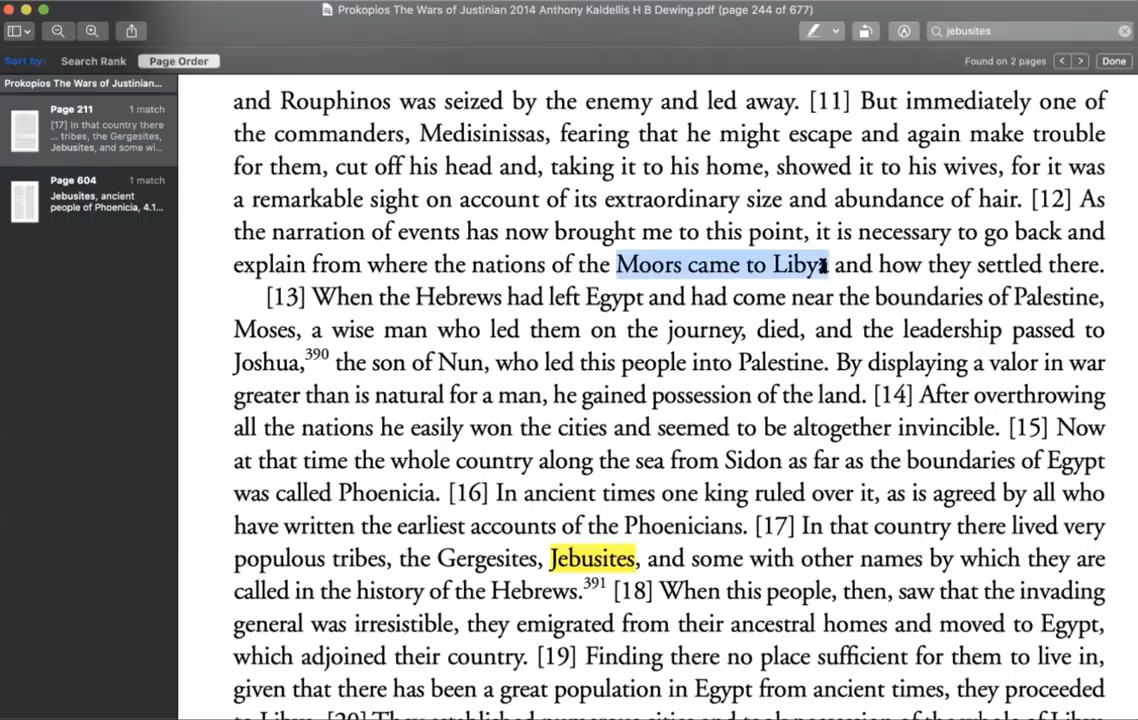 Prokopios The Wars of Justinian 2014 Anthony Kaldellis H B Dewing.pdf (page 244 of 677)
jebusites
Sort by: Search Rank Page Order
Found on 2 pages
Done
Prokopios The Wars of Justinian...
Page 211 1 match
[17] In that country there
... tribes, the Gergesites,
Jebusites, and some wi...
Page 604 1 match
Jebusites, ancient
people of Phoenicia, 4.1...
and Rouphinos was seized by the enemy and led away. [11] But immediately one of
the commanders, Medisinissas, fearing that he might escape and again make trouble
for them, cut off his head and, taking it to his home, showed it to his wives, for it was
a remarkable sight on account of its extraordinary size and abundance of hair. [12] As
the narration of events has now brought me to this point, it is necessary to go back and
explain from where the nations of the Moors came to Libya and how they settled there.
[13] When the Hebrews had left Egypt and had come near the boundaries of Palestine,
Moses, a wise man who led them on the journey, died, and the leadership passed to
Joshua,390 the son of Nun, who led this people into Palestine. By displaying a valor in war
greater than is natural for a man, he gained possession of the land. [14] After overthrowing
all the nations he easily won the cities and seemed to be altogether invincible. [15] Now
at that time the whole country along the sea from Sidon as far as the boundaries of Egypt
was called Phoenicia. [16] In ancient times one king ruled over it, as is agreed by all who
have written the earliest accounts of the Phoenicians. [17] In that country there lived very
populous tribes, the Gergesites, Jebusites, and some with other names by which they are
called in the history of the Hebrews.391 [18] When this people, then, saw that the invading
general was irresistible, they emigrated from their ancestral homes and moved to Egypt,
which adjoined their country. [19] Finding there no place sufficient for them to live in,
given that there has been a great population in Egypt from ancient times, they proceeded
to Libya. [20] They established numerous cities and took possession of the whole of Libya